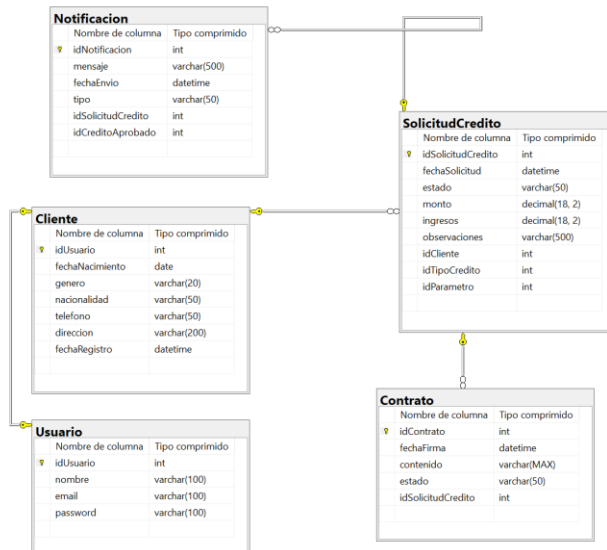 Notificacion
Nombre de columna Tipo comprimido
idNotificacion int
mensaje varchar(500)
fechaEnvio datetime
tipo varchar(50)
idSolicitudCredito int
idCreditoAprobado int
SolicitudCredito
Nombre de columna Tipo comprimido
idSolicitudCredito int
fechaSolicitud datetime
estado varchar(50)
monto decimal(18, 2)
ingresos decimal(18, 2)
observaciones varchar(500)
idCliente int
idTipoCredito int
idParametro int
Cliente
Nombre de columna Tipo comprimido
idUsuario int
fechaNacimiento date
genero varchar(20)
nacionalidad varchar(50)
telefono varchar(50)
direccion varchar(200)
fechaRegistro datetime
Contrato
Nombre de columna Tipo comprimido
idContrato int
fechaFirma datetime
contenido varchar(MAX)
estado varchar(50)
idSolicitudCredito int
Usuario
Nombre de columna Tipo comprimido
idUsuario int
nombre varchar(100)
email varchar(100)
password varchar(100)